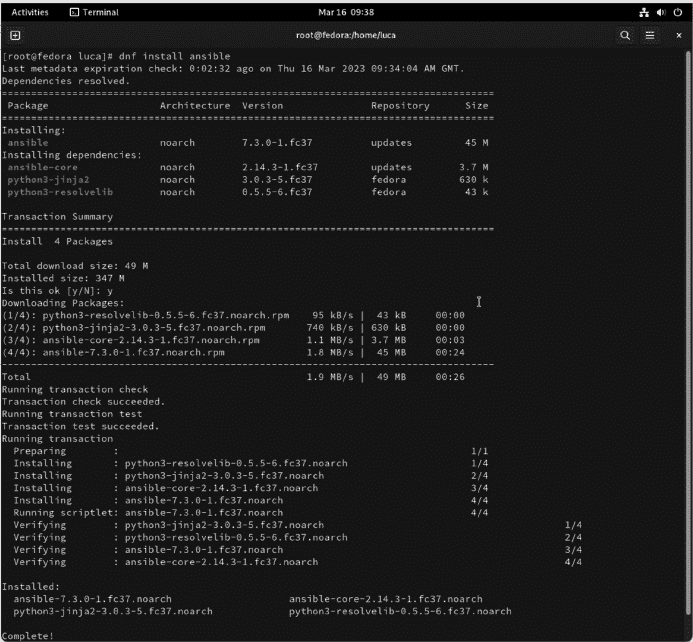 Activities Terminal Mar 16 09:38
root@fedora:/home/luca
[root@fedora luca]# dnf install ansible
Last metadata expiration check: 0:02:32 ago on Thu 16 Mar 2023 09:34:04 AM GMT.
Dependencies resolved.
================================================================================
Package Architecture Version Repository Size
================================================================================
Installing:
ansible noarch 7.3.0-1.fc37 updates 45 M
Installing dependencies:
ansible-core noarch 2.14.3-1.fc37 updates 3.7 M
python3-jinja2 noarch 3.0.3-5.fc37 fedora 630 k
python3-resolvelib noarch 0.5.5-6.fc37 fedora 43 k
Transaction Summary
================================================================================
Install 4 Packages
Total download size: 49 M
Installed size: 347 M
Is this ok [y/N]: y
Downloading Packages:
(1/4): python3-resolvelib-0.5.5-6.fc37.noarch.rpm 95 kB/s | 43 kB 00:00
(2/4): python3-jinja2-3.0.3-5.fc37.noarch.rpm 740 kB/s | 630 kB 00:00
(3/4): ansible-core-2.14.3-1.fc37.noarch.rpm 1.1 MB/s | 3.7 MB 00:03
(4/4): ansible-7.3.0-1.fc37.noarch.rpm 1.8 MB/s | 45 MB 00:24
--------------------------------------------------------------------------------
Total 1.9 MB/s | 49 MB 00:26
Running transaction check
Transaction check succeeded.
Running transaction test
Transaction test succeeded.
Running transaction
Preparing : 1/1
Installing : python3-resolvelib-0.5.5-6.fc37.noarch 1/4
Installing : python3-jinja2-3.0.3-5.fc37.noarch 2/4
Installing : ansible-core-2.14.3-1.fc37.noarch 3/4
Installing : ansible-7.3.0-1.fc37.noarch 4/4
Running scriptlet: ansible-7.3.0-1.fc37.noarch 4/4
Verifying : python3-jinja2-3.0.3-5.fc37.noarch 1/4
Verifying : python3-resolvelib-0.5.5-6.fc37.noarch 2/4
Verifying : ansible-7.3.0-1.fc37.noarch 3/4
Verifying : ansible-core-2.14.3-1.fc37.noarch 4/4
Installed:
ansible-7.3.0-1.fc37.noarch ansible-core-2.14.3-1.fc37.noarch
python3-jinja2-3.0.3-5.fc37.noarch python3-resolvelib-0.5.5-6.fc37.noarch
Complete!